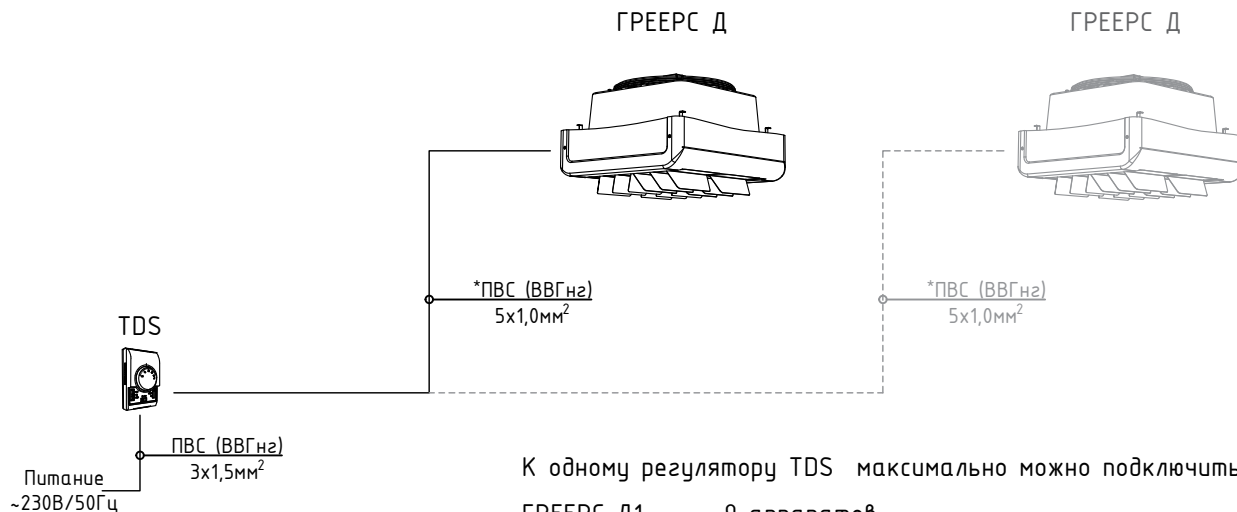 ГРЕЕРС Д
ГРЕЕРС Д
*ПВС (ВВГнг)
5х1,0мм²
*ПВС (ВВГнг)
5х1,0мм²
TDS
ПВС (ВВГнг)
3х1,5мм²
Питание
~230В/50Гц
К одному регулятору TDS максимально можно подключить